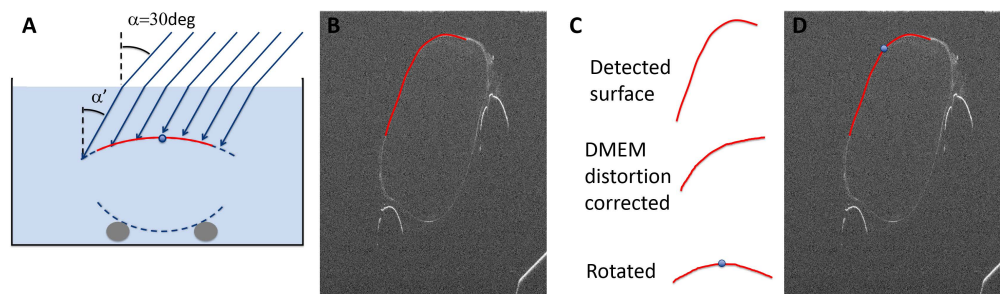 A
α=30deg
α’
B
C
Detected
surface
DMEM
distortion
corrected
Rotated
D